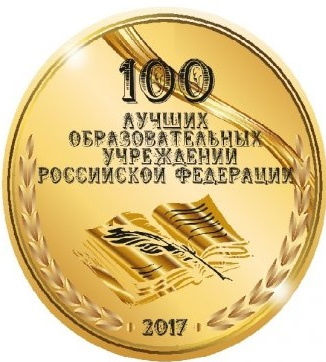 100
ЛУЧШИХ
ОБРАЗОВАТЕЛЬНЫХ
УЧРЕЖДЕНИЙ
РОССИЙСКОЙ ФЕДЕРАЦИИ
2017